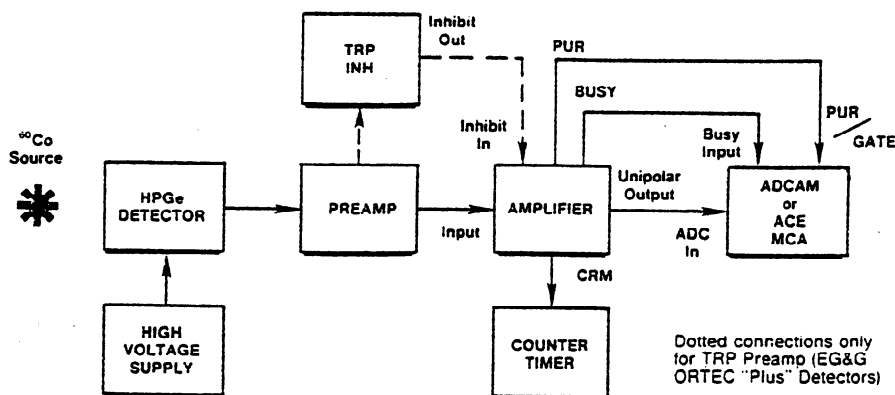 TRP
INH
Inhibit
Out
PUR
BUSY
Inhibit
In
PUR
GATE
Busy
Input
⁶⁰Co
Source
HPGe
DETECTOR
PREAMP
Input
AMPLIFIER
Unipolar
Output
ADC
In
ADCAM
or
ACE
MCA
CRM
HIGH
VOLTAGE
SUPPLY
COUNTER
TIMER
Dotted connections only
for TRP Preamp (EG&G
ORTEC "Plus" Detectors)